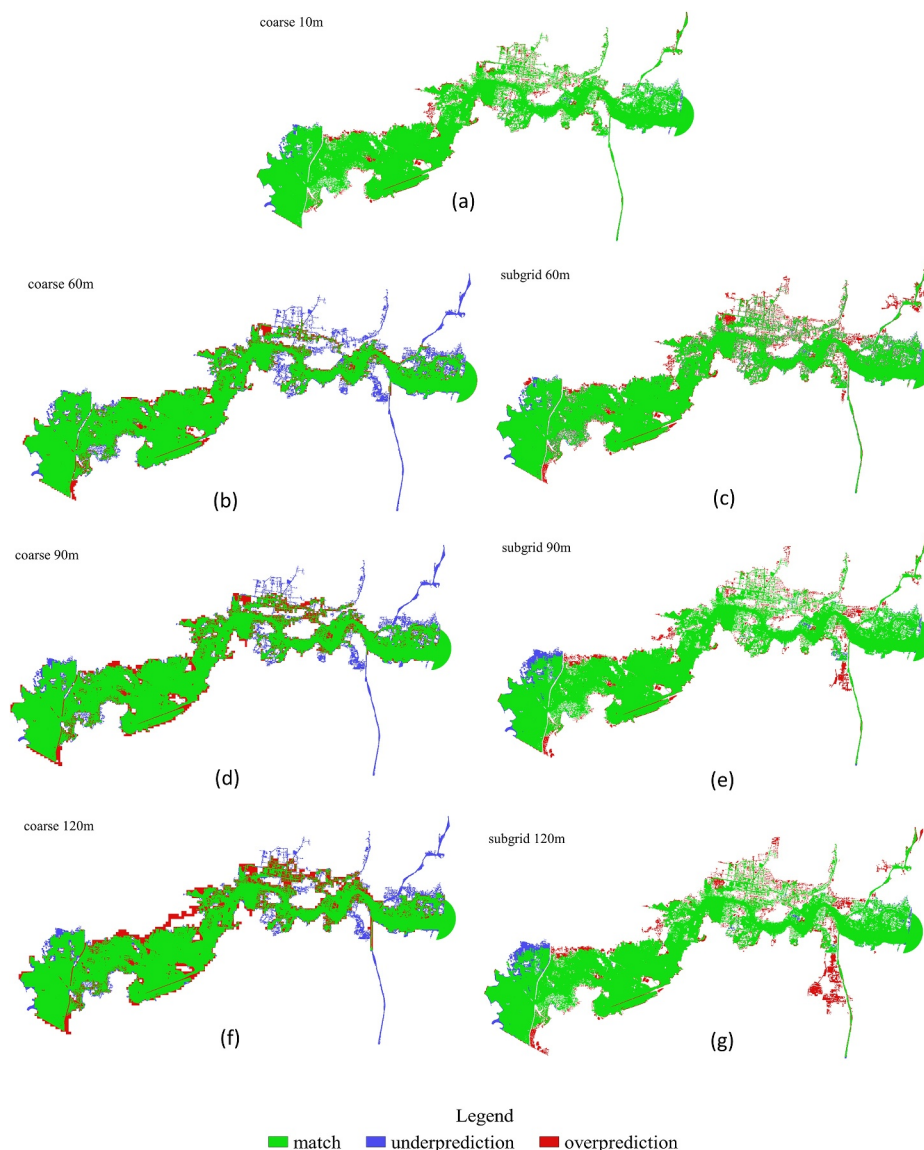 coarse 10m
(a)
coarse 60m
subgrid 60m
(b)
(c)
coarse 90m
subgrid 90m
(d)
(e)
coarse 120m
subgrid 120m
(f)
(g)
Legend
match underprediction overprediction